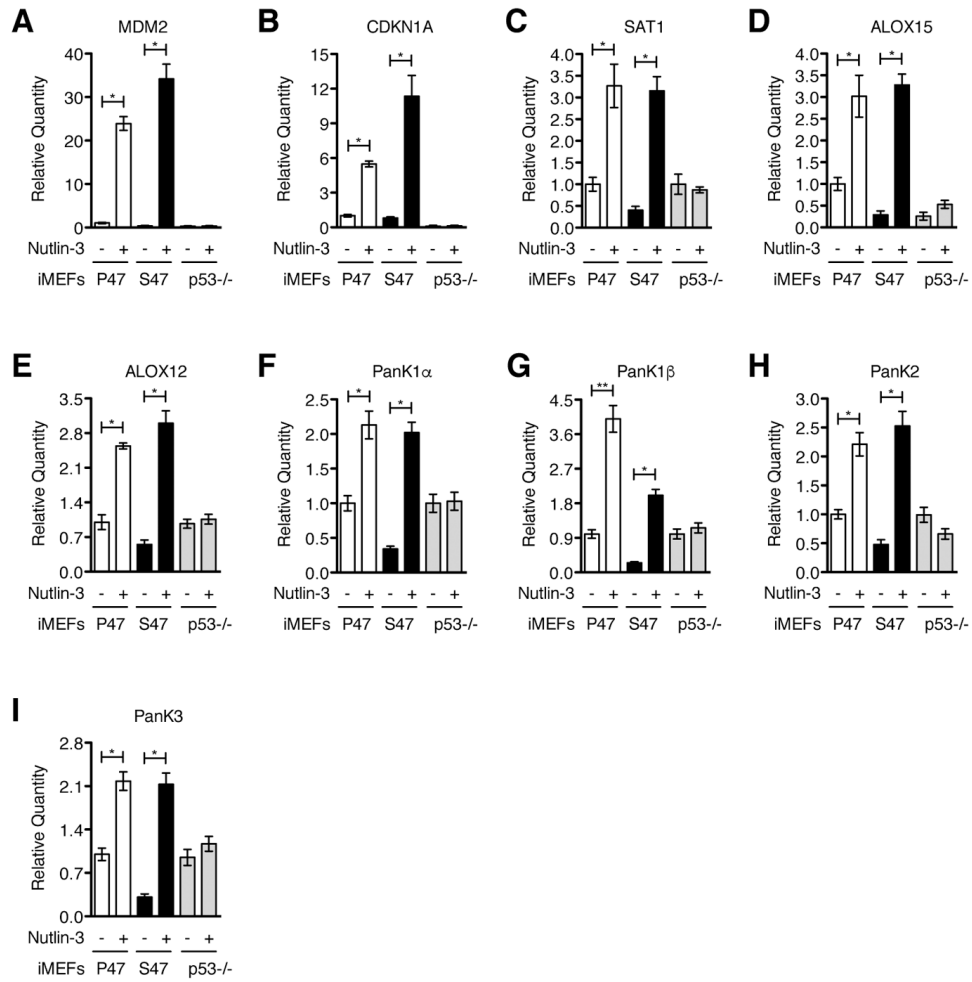 A
MDM2
*
*
Relative Quantity
40
30
20
10
0
Nutlin-3 - + - + - +
iMEFs P47 S47 p53-/-
B
CDKN1A
*
*
Relative Quantity
15
12
9
6
3
0
Nutlin-3 - + - + - +
iMEFs P47 S47 p53-/-
C
SAT1
* *
Relative Quantity
4.0
3.5
3.0
2.5
2.0
1.5
1.0
0.5
0.0
Nutlin-3 - + - + - +
iMEFs P47 S47 p53-/-
D
ALOX15
* *
Relative Quantity
4.0
3.5
3.0
2.5
2.0
1.5
1.0
0.5
0.0
Nutlin-3 - + - + - +
iMEFs P47 S47 p53-/-
E
ALOX12
*
*
Relative Quantity
3.5
2.8
2.1
1.4
0.7
0.0
Nutlin-3 - + - + - +
iMEFs P47 S47 p53-/-
F
PanK1α
* *
Relative Quantity
2.5
2.0
1.5
1.0
0.5
0.0
Nutlin-3 - + - + - +
iMEFs P47 S47 p53-/-
G
PanK1β
**
*
Relative Quantity
4.5
3.6
2.7
1.8
0.9
0.0
Nutlin-3 - + - + - +
iMEFs P47 S47 p53-/-
H
PanK2
*
*
Relative Quantity
3.0
2.5
2.0
1.5
1.0
0.5
0.0
Nutlin-3 - + - + - +
iMEFs P47 S47 p53-/-
I
PanK3
* *
Relative Quantity
2.8
2.1
1.4
0.7
0.0
Nutlin-3 - + - + - +
iMEFs P47 S47 p53-/-